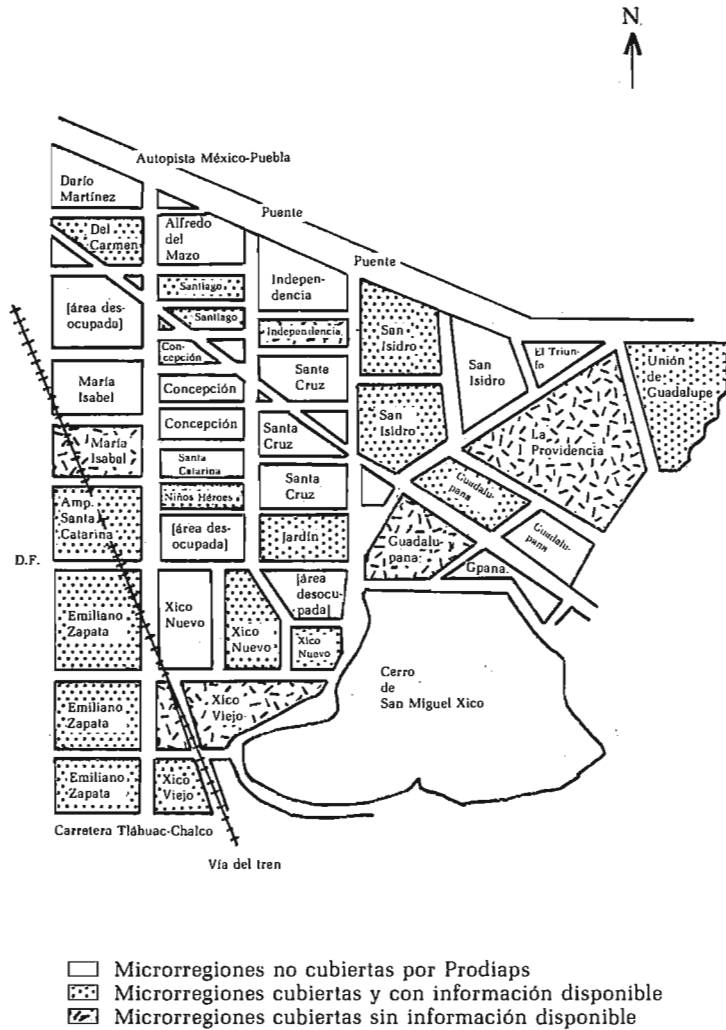 N
Autopista México-Puebla
Darío
Martínez
Puente
Del
Carmen
Alfredo
del
Mazo
Puente
Indepen-
dencia
Santiago
[área des-
ocupada]
Santiago
Independencia
San
Isidro
El Triun-
fo
Con-
cepción
San
Isidro
Unión
de
Guadalupe
María
Isabel
Concepción
Santa
Cruz
San
Isidro
La
Providencia
María
Isabel
Concepción
Santa
Cruz
Santa
Catarina
Amp.
Santa
Catarina
Niños Héroes
Santa
Cruz
Guadalu-
pana
Guadalu-
pana
[área des-
ocupada]
Jardín
Guadalu-
pana
Gpana.
D.F.
Emiliano
Zapata
Xico
Nuevo
Xico
Nuevo
[área
desocu-
pada]
Xico
Nuevo
Cerro
de
San Miguel Xico
Emiliano
Zapata
Xico
Viejo
Emiliano
Zapata
Xico
Viejo
Carretera Tláhuac-Chalco
Vía del tren
Microrregiones no cubiertas por Prodiaps
Microrregiones cubiertas y con información disponible
Microrregiones cubiertas sin información disponible